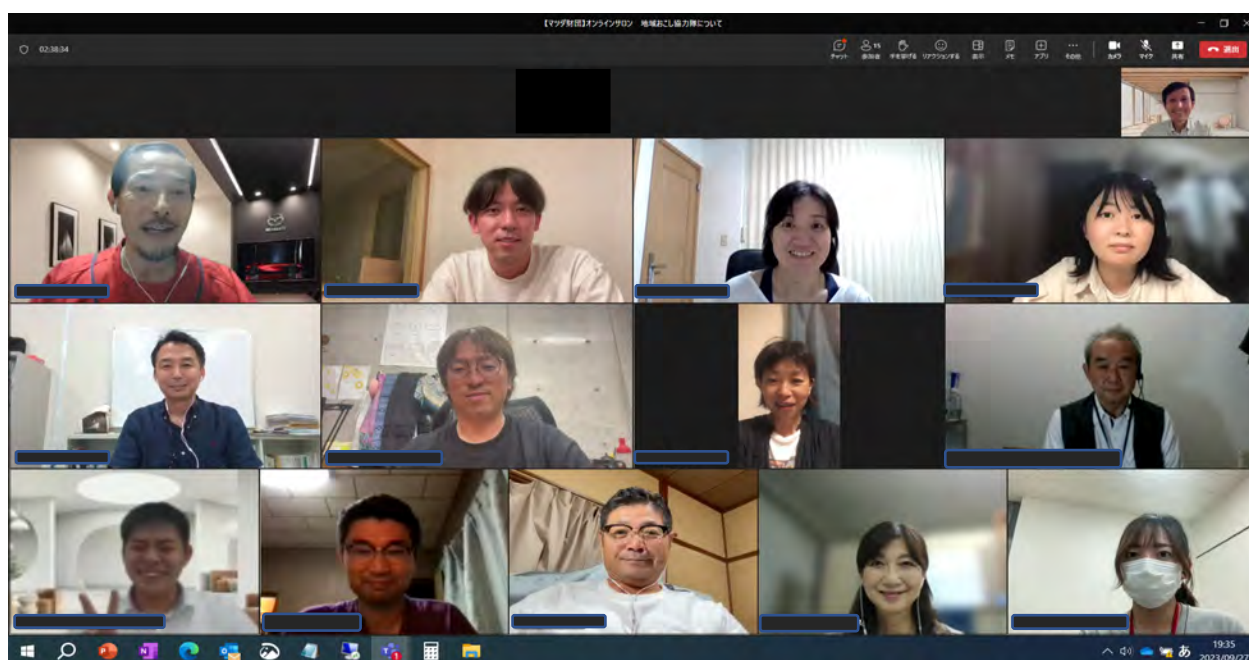 【マツダ財団】オンラインサロン 地域おこし協力隊について
02:38:34
チャット 参加者 手を挙げる リアクションする 表示 メモ アプリ その他 カメラ マイク 共有 退出
あ 19:35
2023/09/27